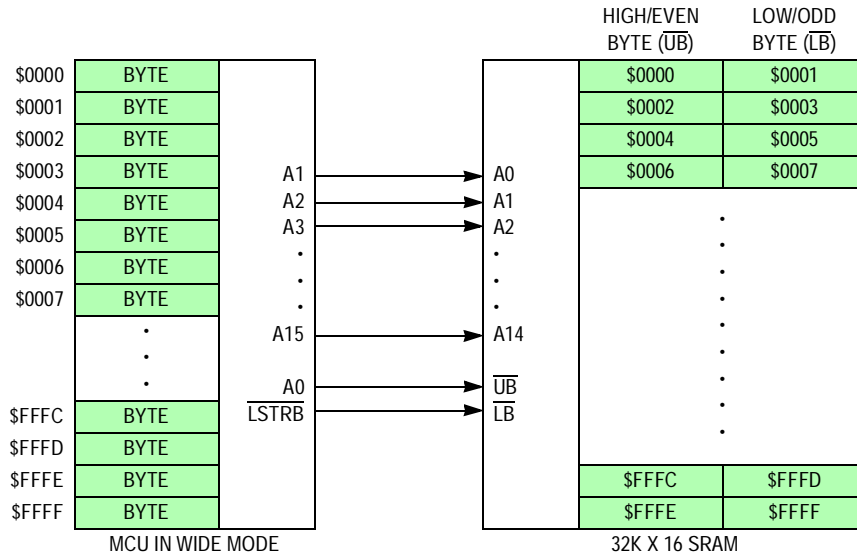 HIGH/EVEN LOW/ODD
BYTE (UB) BYTE (LB)
$0000 BYTE $0000 $0001
$0001 BYTE $0002 $0003
$0002 BYTE $0004 $0005
$0003 BYTE A1 A0 $0006 $0007
$0004 BYTE A2 A1
$0005 BYTE A3 A2
$0006 BYTE
$0007 BYTE
A15 A14
A0 UB
$FFFC BYTE LSTRB LB
$FFFD BYTE
$FFFE BYTE $FFFC $FFFD
$FFFF BYTE $FFFE $FFFF
MCU IN WIDE MODE 32K X 16 SRAM